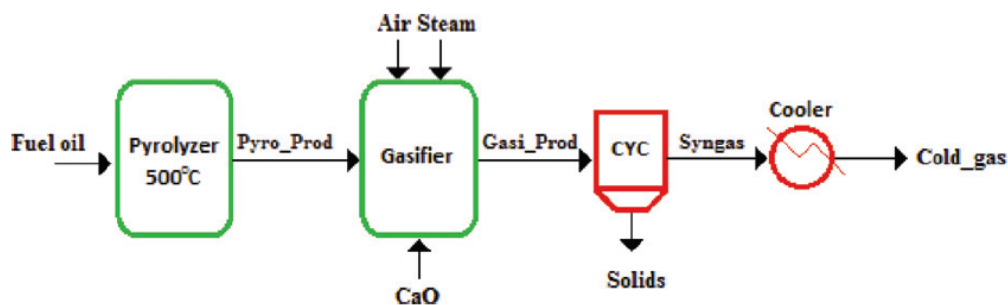 Air Steam
Fuel oil
Pyrolyzer
500°C
Pyro_Prod
Gasifier
CaO
Gasi_Prod
CYC
Solids
Syngas
Cooler
Cold_gas